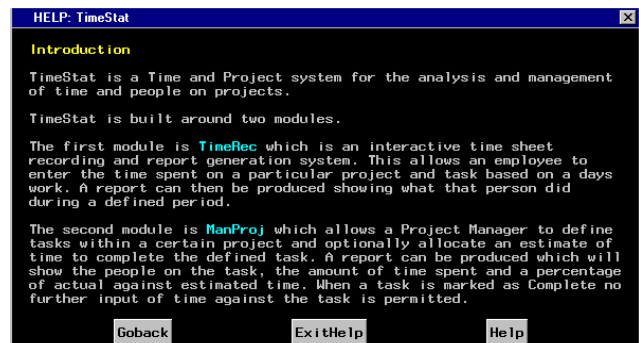 HELP: TimeStat
Introduction
TimeStat is a Time and Project system for the analysis and management
of time and people on projects.
TimeStat is built around two modules.
The first module is TimeRec which is an interactive time sheet
recording and report generation system. This allows an employee to
enter the time spent on a particular project and task based on a days
work. A report can then be produced showing what that person did
during a defined period.
The second module is ManProj which allows a Project Manager to define
tasks within a certain project and optionally allocate an estimate of
time to complete the defined task. A report can be produced which will
show the people on the task, the amount of time spent and a percentage
of actual against estimated time. When a task is marked as Complete no
further input of time against the task is permitted.
Goback ExitHelp Help